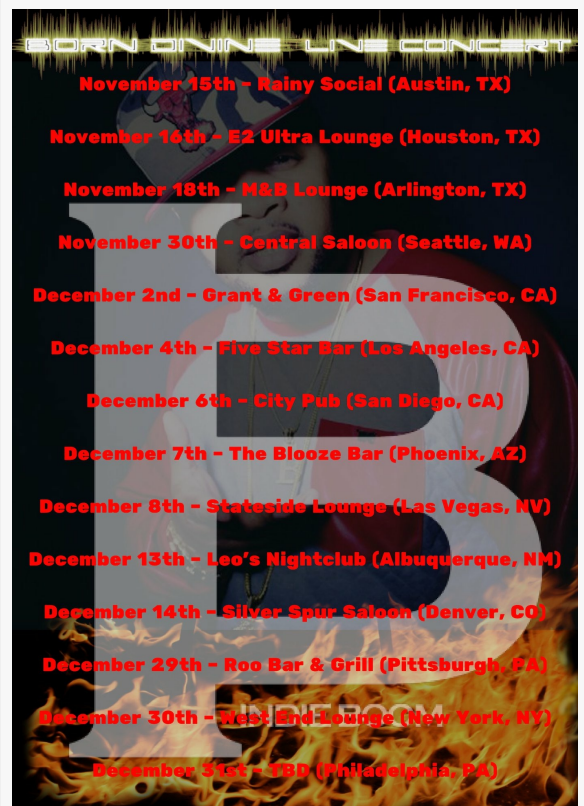 BORN DIVINE LIVE CONCERT
November 15th - Rainy Social (Austin, TX)
November 16th - E2 Ultra Lounge (Houston, TX)
November 18th - M&B Lounge (Arlington, TX)
November 30th - Central Saloon (Seattle, WA)
December 2nd - Grant & Green (San Francisco, CA)
December 4th - Five Star Bar (Los Angeles, CA)
December 6th - City Pub (San Diego, CA)
December 7th - The Blooze Bar (Phoenix, AZ)
December 8th - Stateside Lounge (Las Vegas, NV)
December 13th - Leo's Nightclub (Albuquerque, NM)
December 14th - Silver Spur Saloon (Denver, CO)
December 29th - Roo Bar & Grill (Pittsburgh, PA)
INDIE BOOM
December 30th - West End Lounge (New York, NY)
December 31st - TBD (Philadelphia, PA)
B